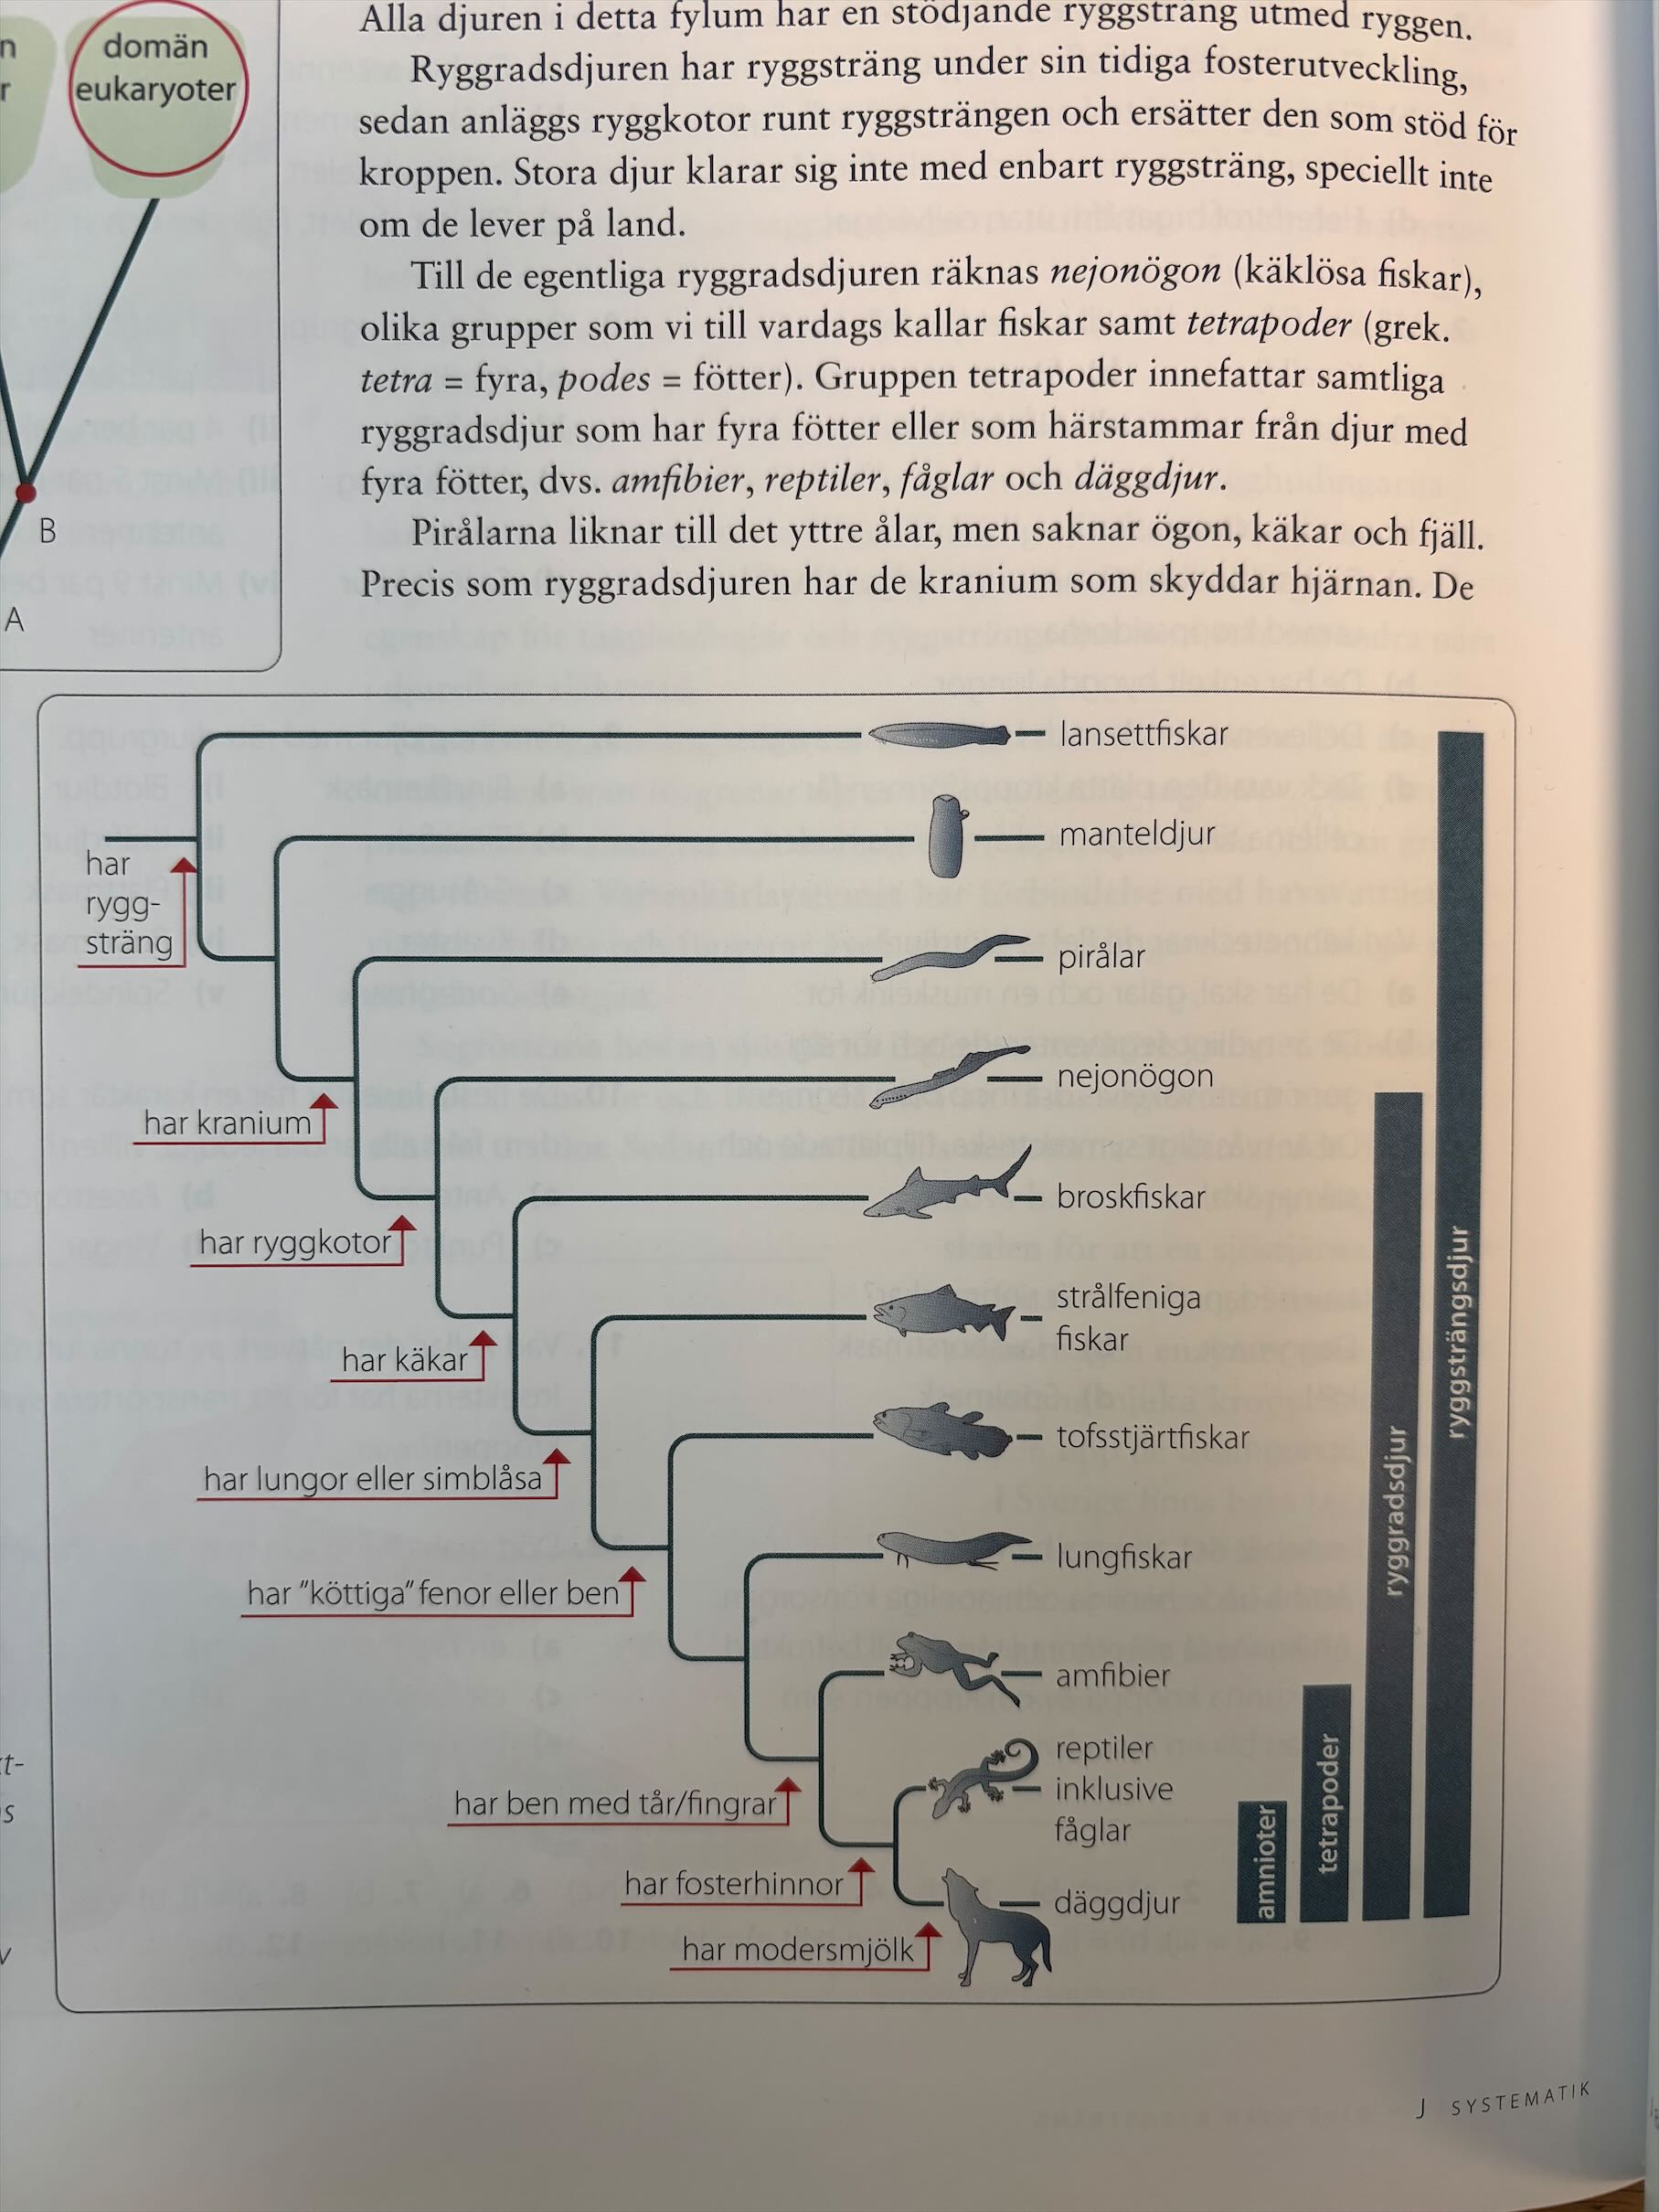 n
r
domän
eukaryoter
B
A
Alla djuren i detta fylum har en stödjande ryggsträng utmed ryggen.
Ryggradsdjuren har ryggsträng under sin tidiga fosterutveckling,
sedan anläggs ryggkotor runt ryggsträngen och ersätter den som stöd för
kroppen. Stora djur klarar sig inte med enbart ryggsträng, speciellt inte
om de lever på land.
Till de egentliga ryggradsdjuren räknas nejonögon (käklösa fiskar),
olika grupper som vi till vardags kallar fiskar samt tetrapoder (grek.
tetra = fyra, podes = fötter). Gruppen tetrapoder innefattar samtliga
ryggradsdjur som har fyra fötter eller som härstammar från djur med
fyra fötter, dvs. amfibier, reptiler, fåglar och däggdjur.
Pirålarna liknar till det yttre ålar, men saknar ögon, käkar och fjäll.
Precis som ryggradsdjuren har de kranium som skyddar hjärnan. De
lansettfiskar
manteldjur
har
rygg-
sträng
pirålar
nejonögon
har kranium
broskfiskar
har ryggkotor
strålfeniga
fiskar
har käkar
tofsstjärtfiskar
har lungor eller simblåsa
lungfiskar
har ”köttiga” fenor eller ben
amfibier
reptiler
inklusive
fåglar
har ben med tår/fingrar
har fosterhinnor
däggdjur
har modersmjölk
amnioter
tetrapoder
ryggradsdjur
ryggsträngsdjur
J SYSTEMATIK